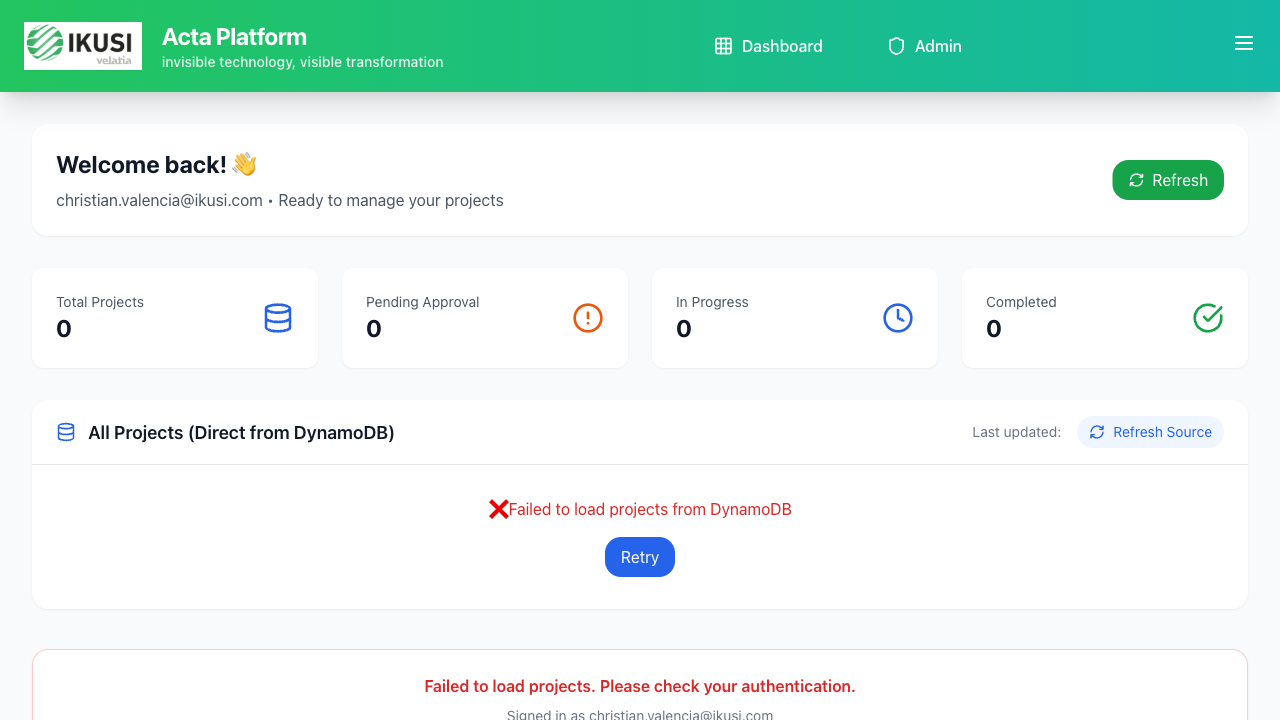 IKUSI
velatia
Acta Platform
invisible technology, visible transformation
Dashboard
Admin
Welcome back! 👋
christian.valencia@ikusi.com • Ready to manage your projects
Refresh
Total Projects
0
Pending Approval
0
In Progress
0
Completed
0
All Projects (Direct from DynamoDB)
Last updated:
Refresh Source
❌Failed to load projects from DynamoDB
Retry
Failed to load projects. Please check your authentication.
Signed in as christian.valencia@ikusi.com